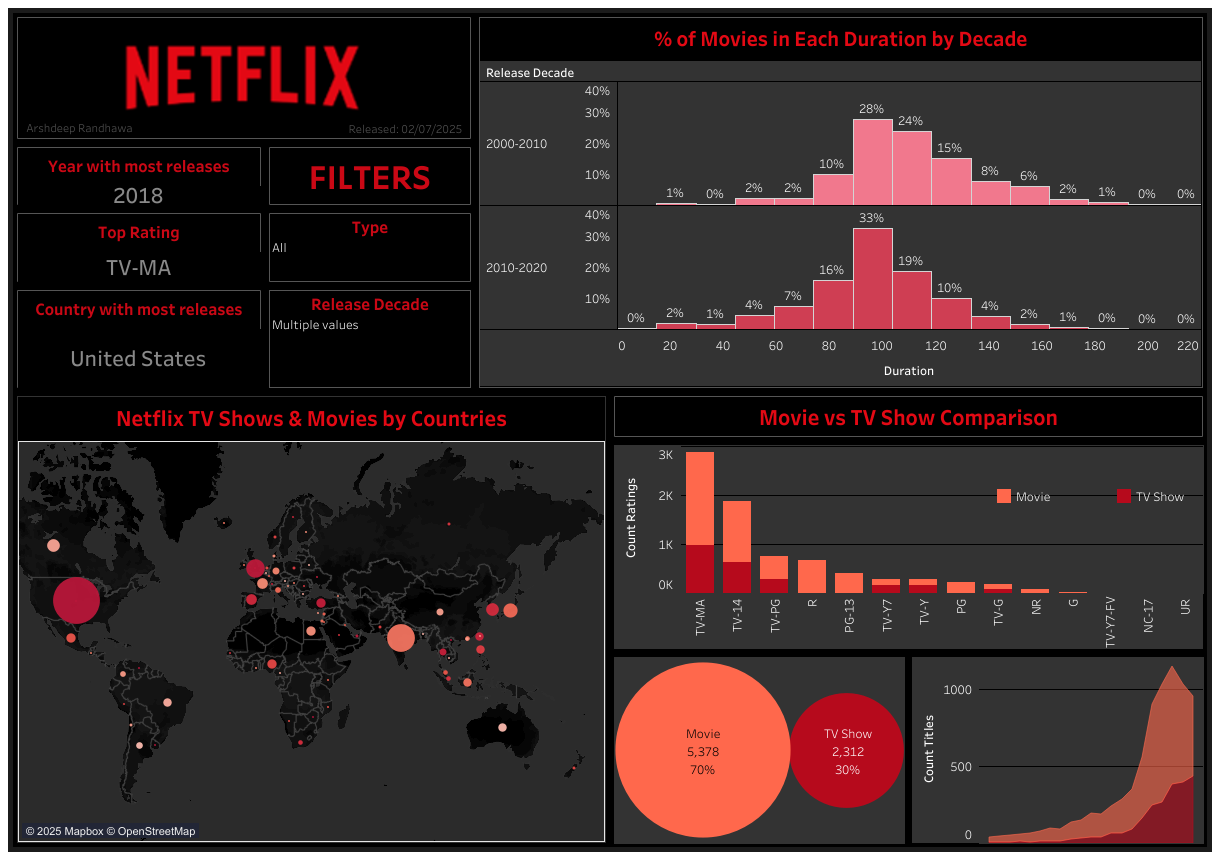 NETFLIX
Arshdeep Randhawa
Released: 02/07/2025
Year with most releases
2018
Top Rating
TV-MA
Country with most releases
United States
FILTERS
Type
All
Release Decade
Multiple values
% of Movies in Each Duration by Decade
Release Decade
2000-2010
40%
30%
20%
10%
1% 0% 2% 2% 10% 28% 24% 15% 8% 6% 2% 1% 0% 0%
2010-2020
40%
30%
20%
10%
0% 2% 1% 4% 7% 16% 33% 19% 10% 4% 2% 1% 0% 0% 0%
0 20 40 60 80 100 120 140 160 180 200 220
Duration
Netflix TV Shows & Movies by Countries
© 2025 Mapbox © OpenStreetMap
Movie vs TV Show Comparison
Count Ratings
3K
2K
1K
0K
Movie
TV Show
TV-MA TV-14 TV-PG R PG-13 TV-Y7 TV-Y PG TV-G NR G TV-Y7-FV NC-17 UR
Movie
5,378
70%
TV Show
2,312
30%
Count Titles
1000
500
0